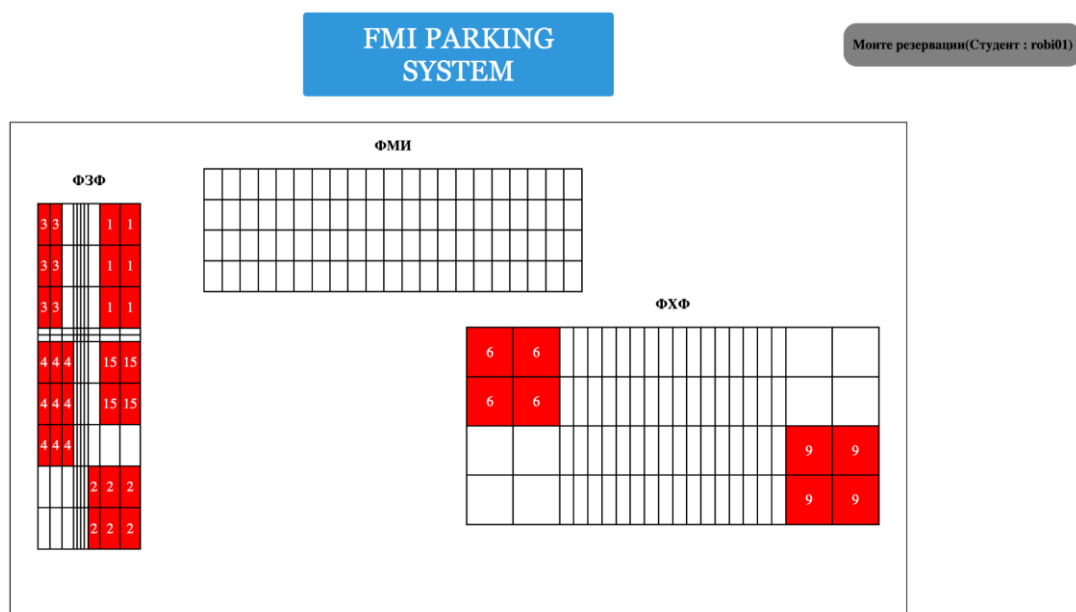 FMI PARKING
SYSTEM
Моите резервации(Студент : robi01)
ФМИ
ФЗФ
3 3 1 1
3 3 1 1
3 3 1 1
ФХФ
4 4 4 15 15
4 4 4 15 15
4 4 4
2 2 2
2 2 2
6 6
6 6
9 9
9 9